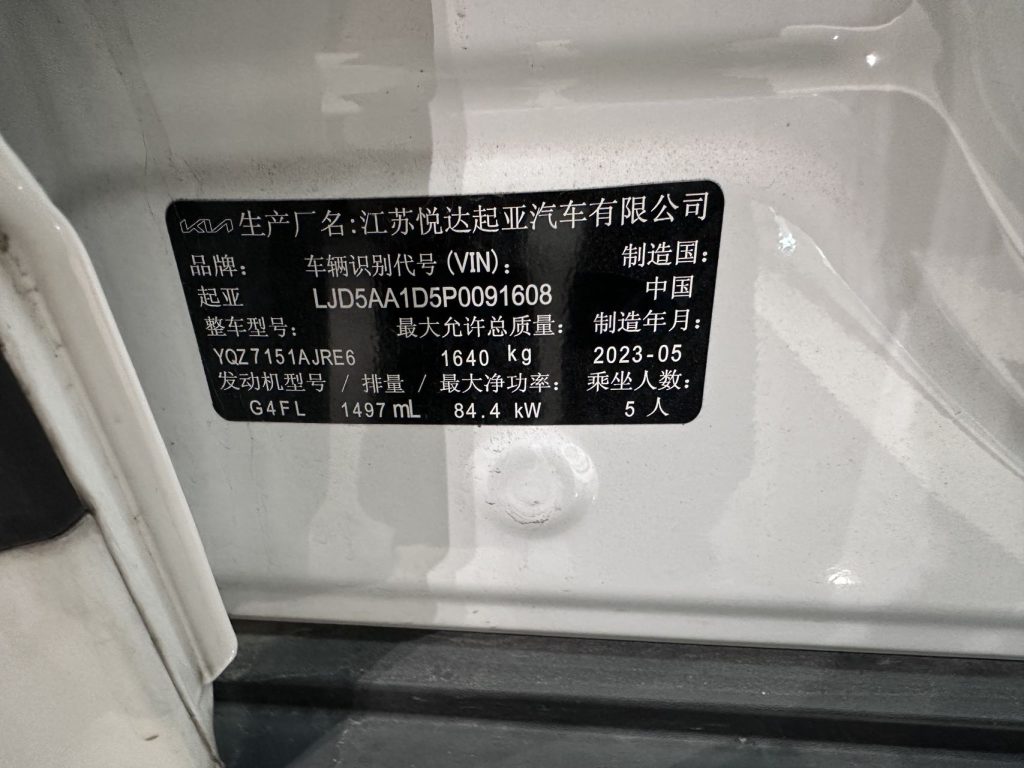 KIA 生产厂名:江苏悦达起亚汽车有限公司
品牌: 车辆识别代号(VIN): 制造国:
起亚 LJD5AA1D5P0091608 中国
整车型号: 最大允许总质量: 制造年月:
YQZ7151AJRE6 1640 kg 2023-05
发动机型号 / 排量 / 最大净功率: 乘坐人数:
G4FL 1497 mL 84.4 kW 5 人